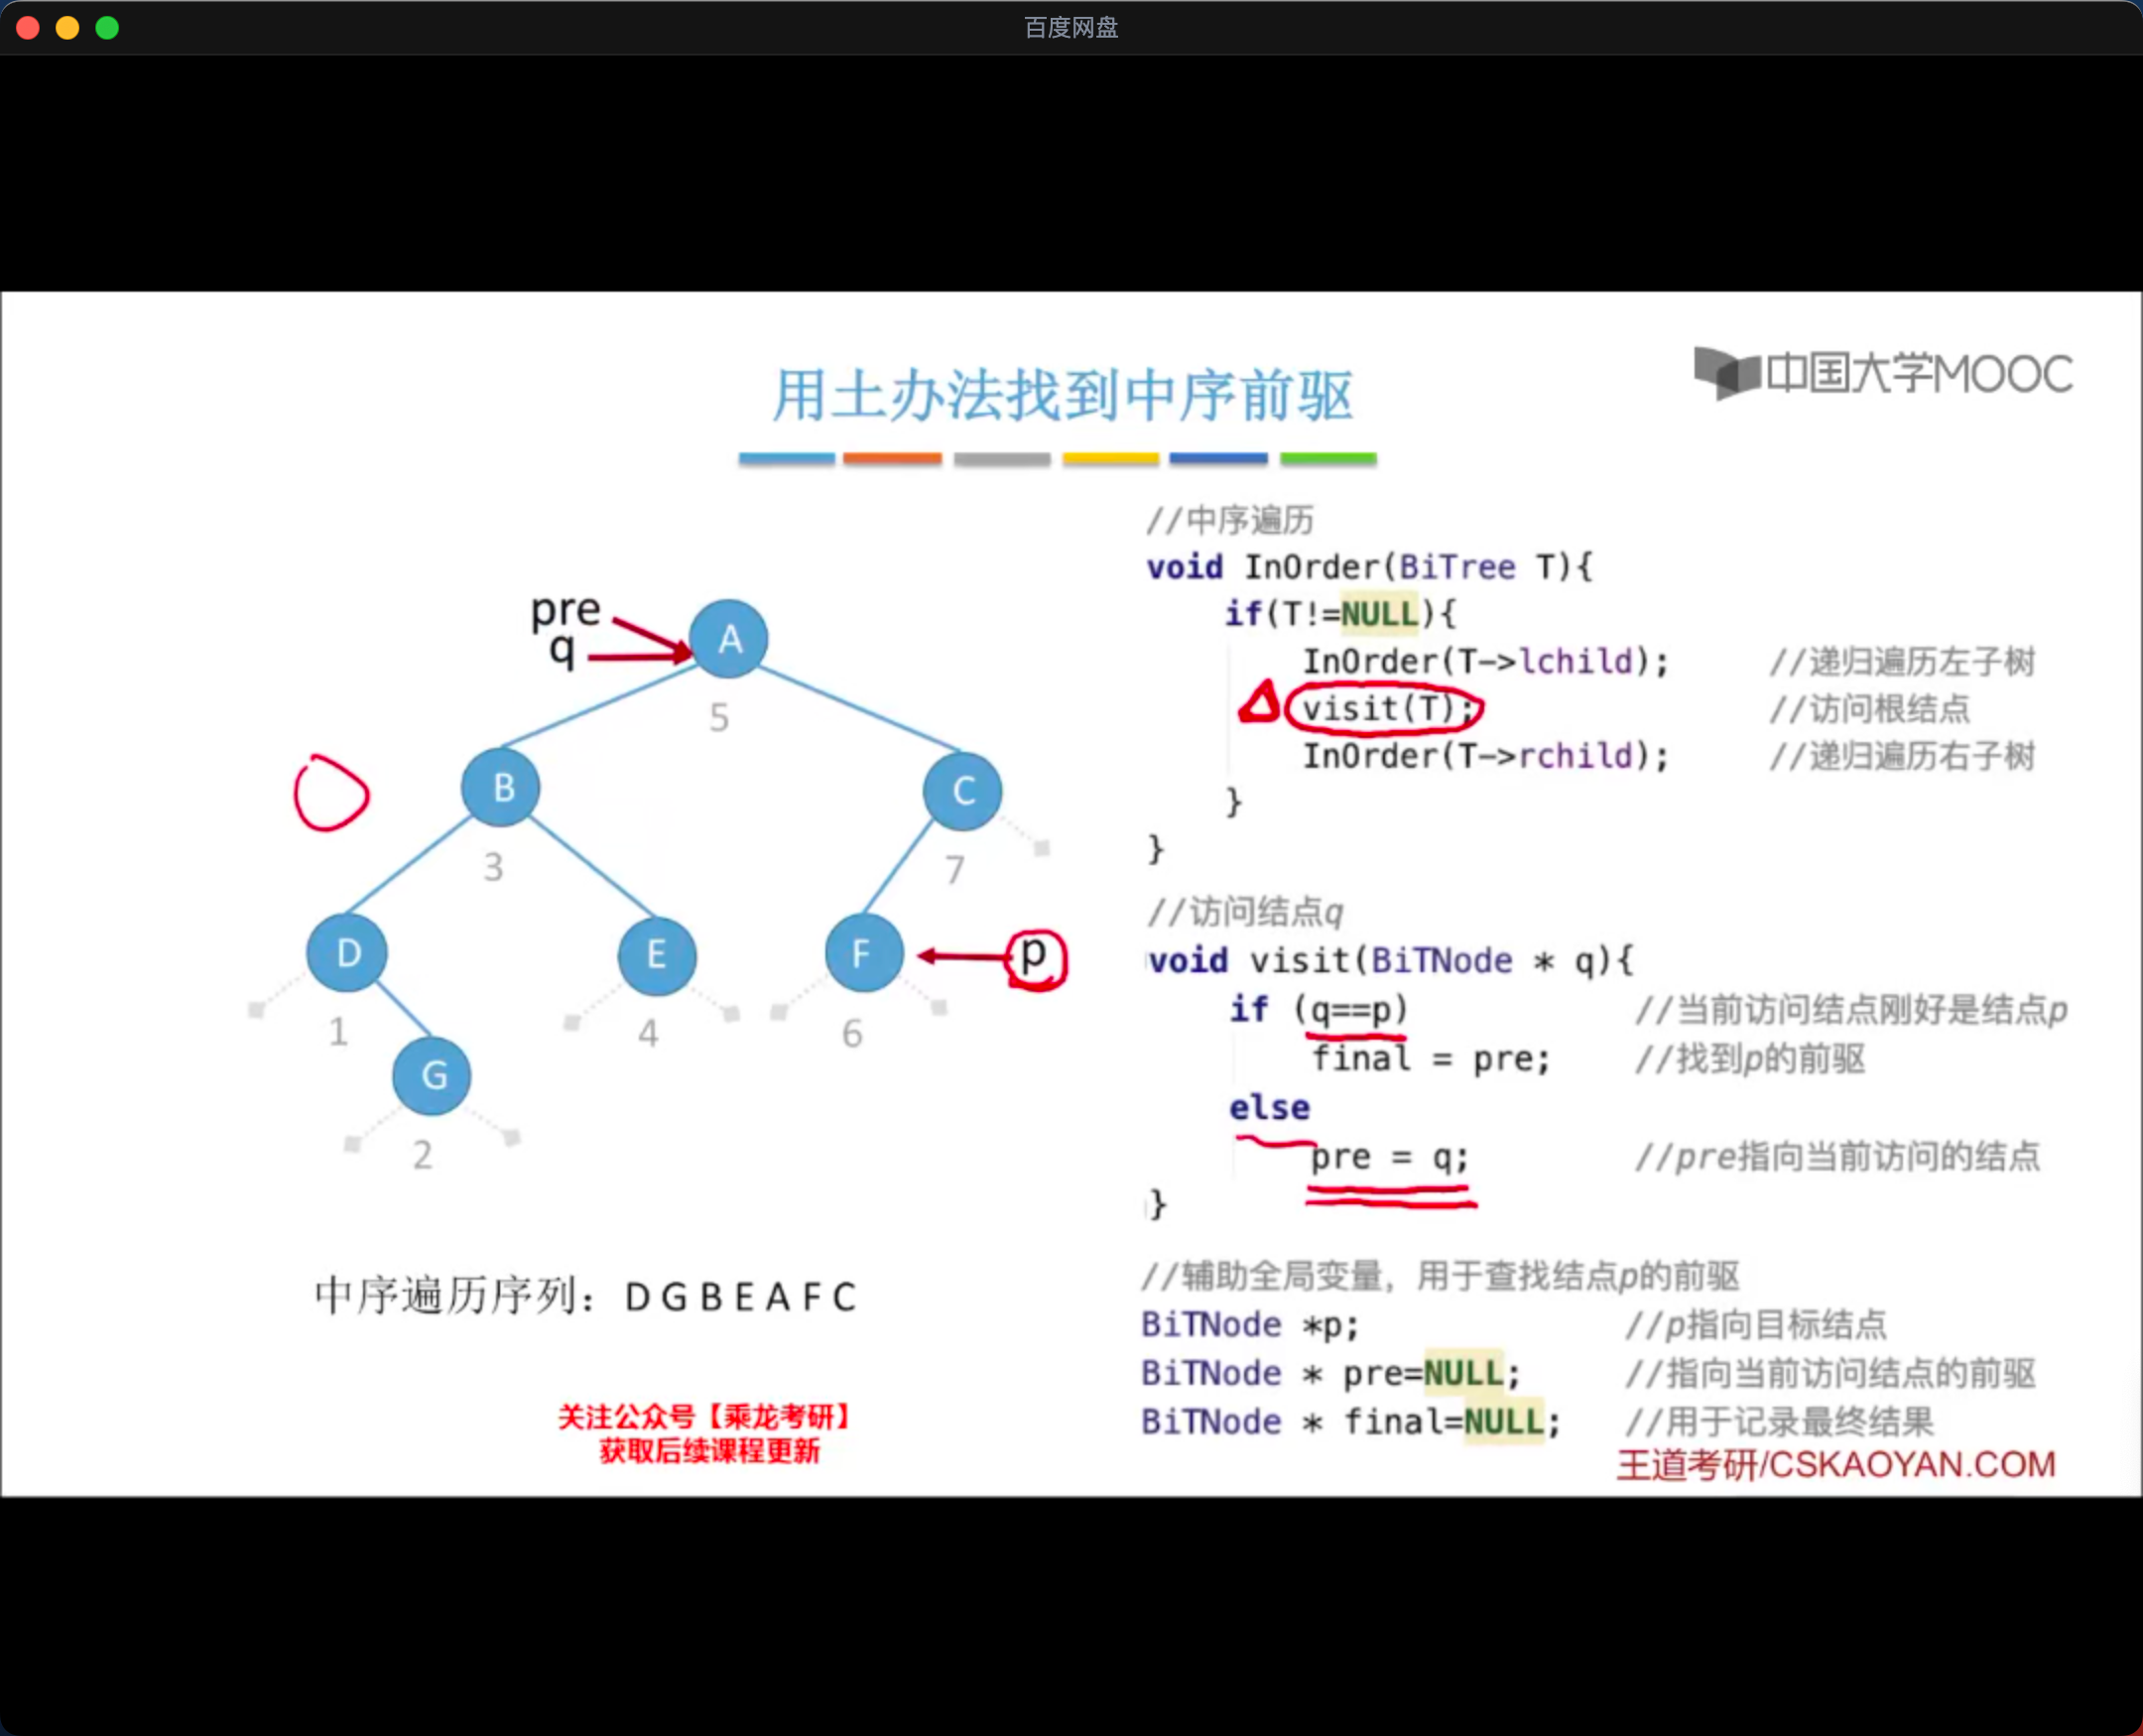 百度网盘
用土办法找到中序前驱
中国大学MOOC
pre
q
A
5
B
3
C
7
D
1
E
4
F
6
p
G
2
中序遍历序列：D G B E A F C
关注公众号【乘龙考研】
获取后续课程更新
//中序遍历
void InOrder(BiTree T){
if(T!=NULL){
InOrder(T->lchild); //递归遍历左子树
visit(T); //访问根结点
InOrder(T->rchild); //递归遍历右子树
}
}
//访问结点q
void visit(BiTNode * q){
if (q==p) //当前访问结点刚好是结点p
final = pre; //找到p的前驱
else
pre = q; //pre指向当前访问的结点
}
//辅助全局变量，用于查找结点p的前驱
BiTNode *p; //p指向目标结点
BiTNode * pre=NULL; //指向当前访问结点的前驱
BiTNode * final=NULL; //用于记录最终结果
王道考研/CSKAOYAN.COM